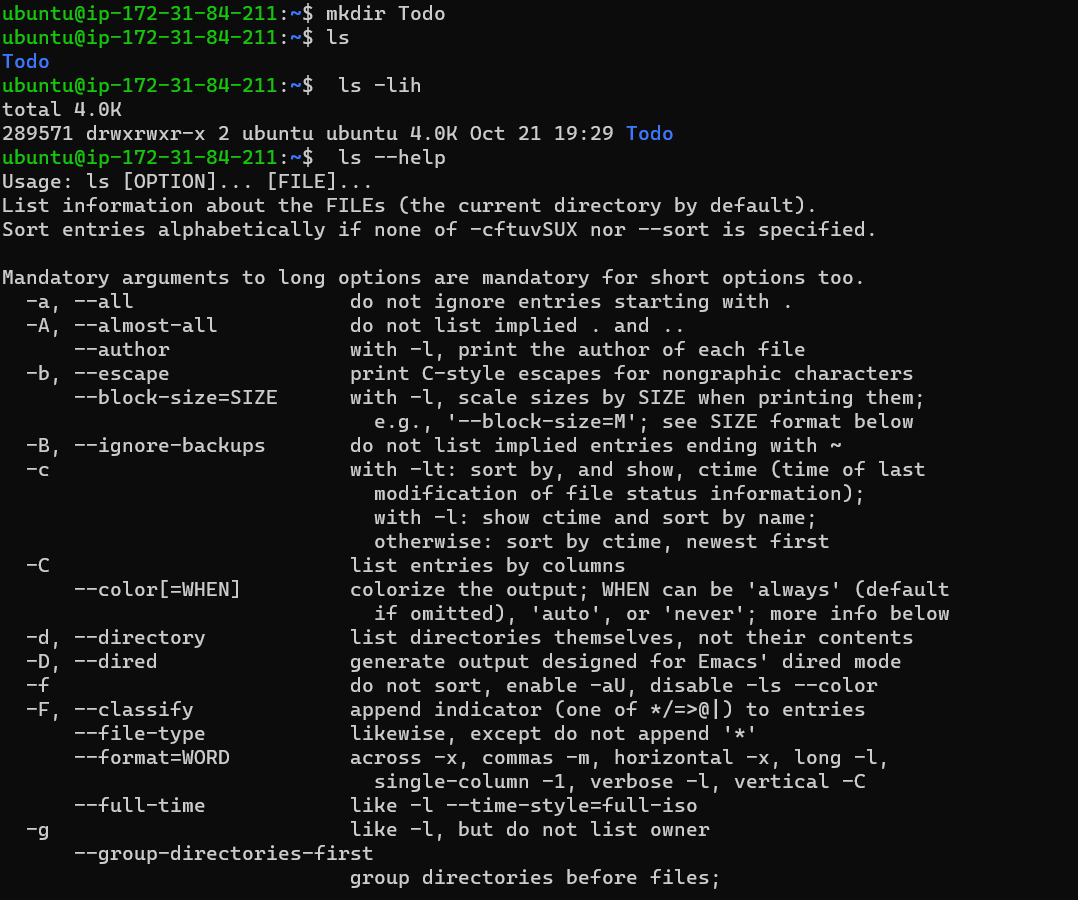 ubuntu@ip-172-31-84-211:~$ mkdir Todo
ubuntu@ip-172-31-84-211:~$ ls
Todo
ubuntu@ip-172-31-84-211:~$  ls -lih
total 4.0K
289571 drwxrwxr-x 2 ubuntu ubuntu 4.0K Oct 21 19:29 Todo
ubuntu@ip-172-31-84-211:~$  ls --help
Usage: ls [OPTION]... [FILE]...
List information about the FILEs (the current directory by default).
Sort entries alphabetically if none of -cftuvSUX nor --sort is specified.

Mandatory arguments to long options are mandatory for short options too.
  -a, --all                  do not ignore entries starting with .
  -A, --almost-all           do not list implied . and ..
      --author               with -l, print the author of each file
  -b, --escape               print C-style escapes for nongraphic characters
      --block-size=SIZE      with -l, scale sizes by SIZE when printing them;
                               e.g., '--block-size=M'; see SIZE format below
  -B, --ignore-backups       do not list implied entries ending with ~
  -c                         with -lt: sort by, and show, ctime (time of last
                               modification of file status information);
                               with -l: show ctime and sort by name;
                               otherwise: sort by ctime, newest first
  -C                         list entries by columns
      --color[=WHEN]         colorize the output; WHEN can be 'always' (default
                               if omitted), 'auto', or 'never'; more info below
  -d, --directory            list directories themselves, not their contents
  -D, --dired                generate output designed for Emacs' dired mode
  -f                         do not sort, enable -aU, disable -ls --color
  -F, --classify             append indicator (one of */=>@|) to entries
      --file-type            likewise, except do not append '*'
      --format=WORD          across -x, commas -m, horizontal -x, long -l,
                               single-column -1, verbose -l, vertical -C
      --full-time            like -l --time-style=full-iso
  -g                         like -l, but do not list owner
      --group-directories-first
                             group directories before files;